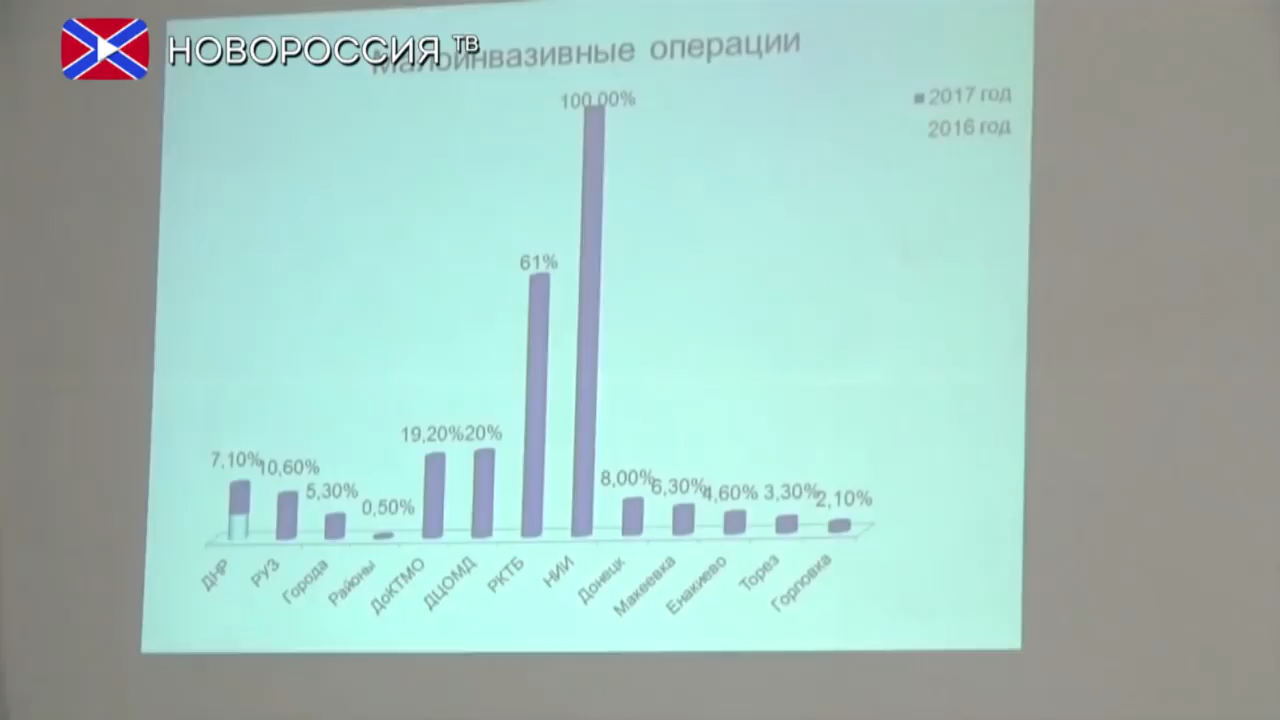 НОВОРОССИЯ ТВ
Малоинвазивные операции
2017 год
2016 год
100,00%
61%
19,20% 20%
7,10% 10,60% 5,30% 0,50%
8,00% 6,30% 4,60% 3,30% 2,10%
ДНР РУЗ Города Районы ДоКТМО ДЦОМД РКТБ НИИ Донецк Макеевка Енакиево Торез Горловка